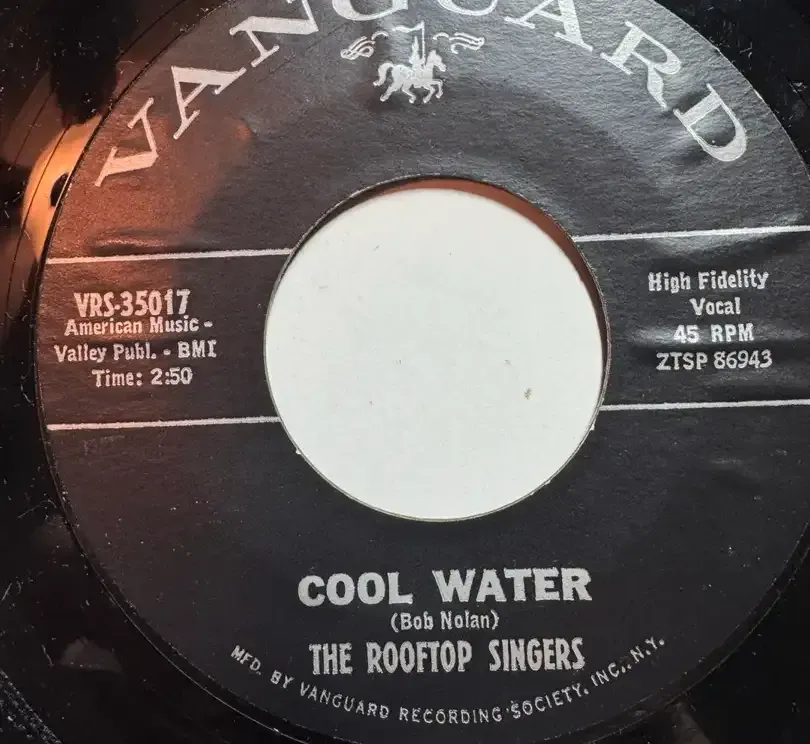 VANGUARD
VRS-35017
American Music -
Valley Publ. - BMI
Time: 2:50
High Fidelity
Vocal
45 RPM
ZTSP 86943
COOL WATER
(Bob Nolan)
THE ROOFTOP SINGERS
MFD. BY VANGUARD RECORDING SOCIETY, INC., N.Y.